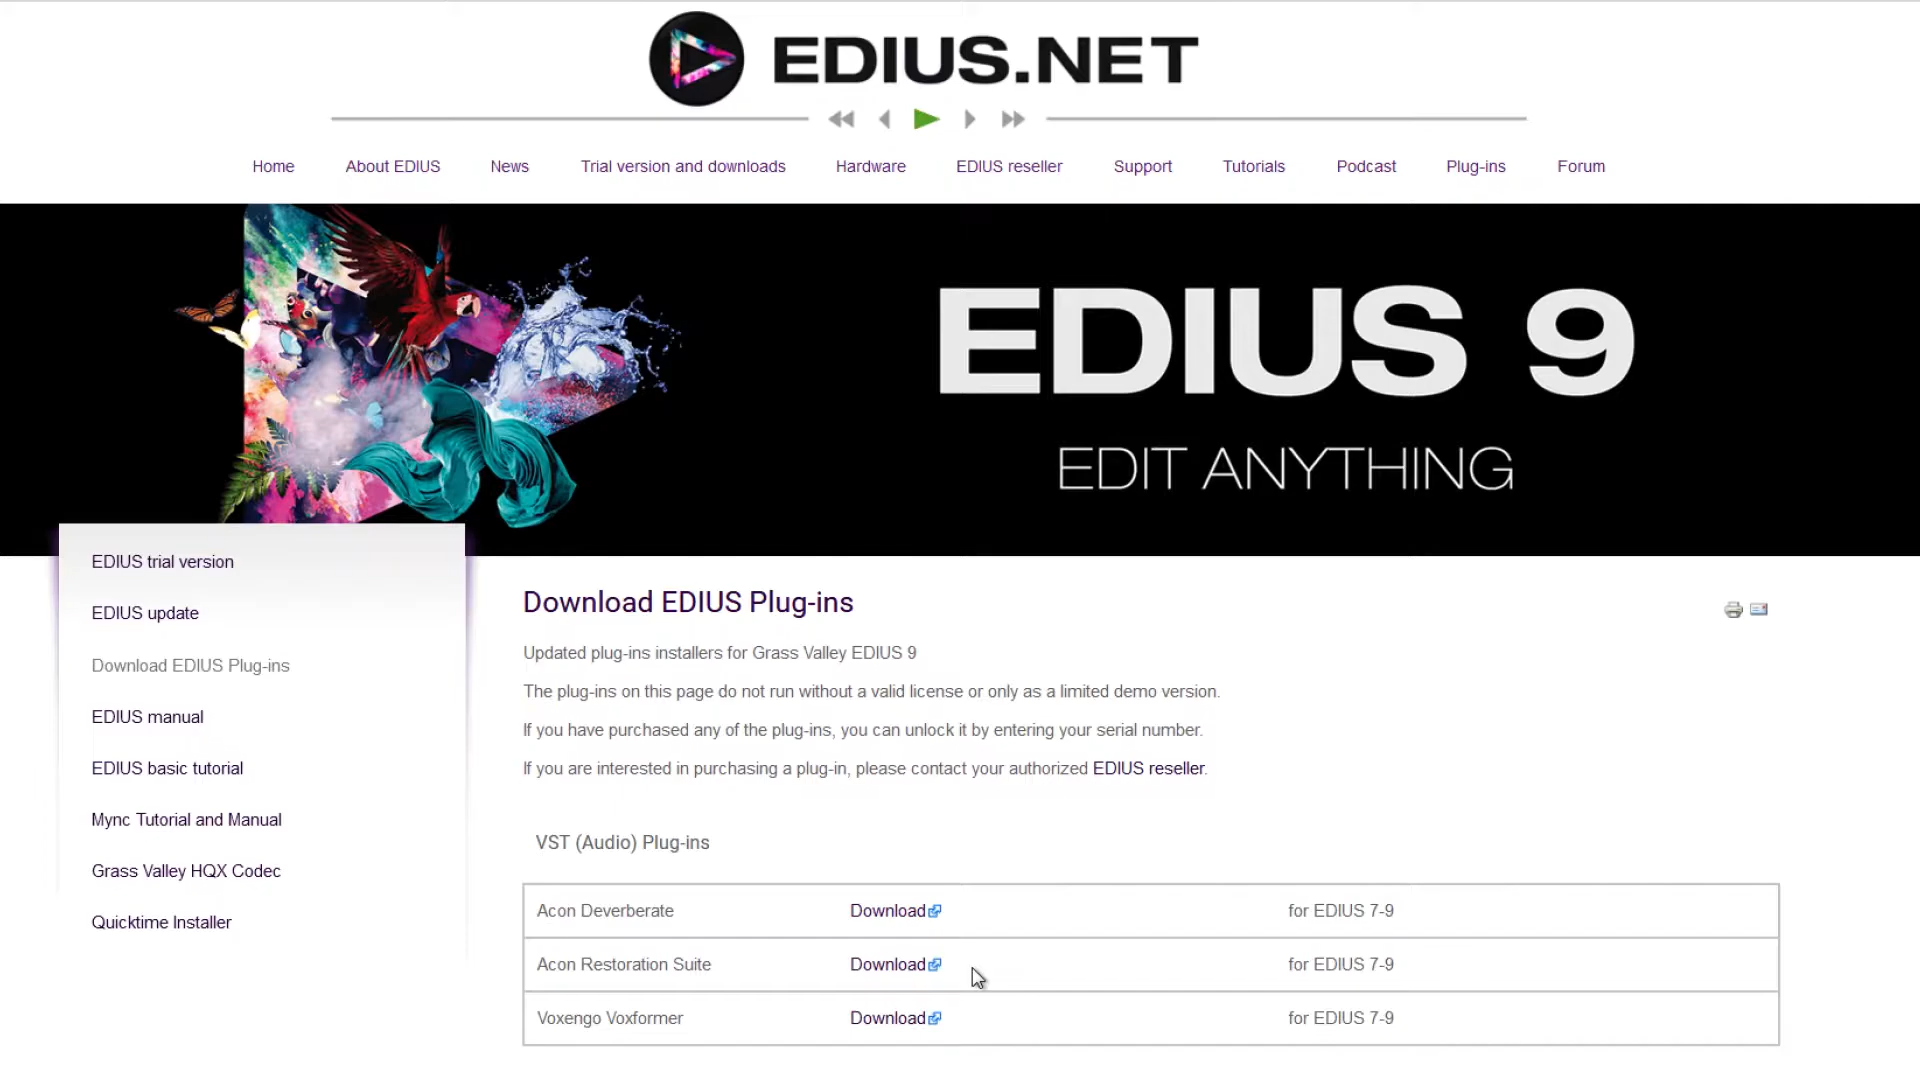 EDIUS.NET
Home About EDIUS News Trial version and downloads Hardware EDIUS reseller Support Tutorials Podcast Plug-ins Forum
EDIUS 9
EDIT ANYTHING
EDIUS trial version
EDIUS update
Download EDIUS Plug-ins
EDIUS manual
EDIUS basic tutorial
Mync Tutorial and Manual
Grass Valley HQX Codec
Quicktime Installer
Download EDIUS Plug-ins
Updated plug-ins installers for Grass Valley EDIUS 9
The plug-ins on this page do not run without a valid license or only as a limited demo version.
If you have purchased any of the plug-ins, you can unlock it by entering your serial number.
If you are interested in purchasing a plug-in, please contact your authorized EDIUS reseller.
VST (Audio) Plug-ins
Acon Deverberate Download for EDIUS 7-9
Acon Restoration Suite Download for EDIUS 7-9
Voxengo Voxformer Download for EDIUS 7-9